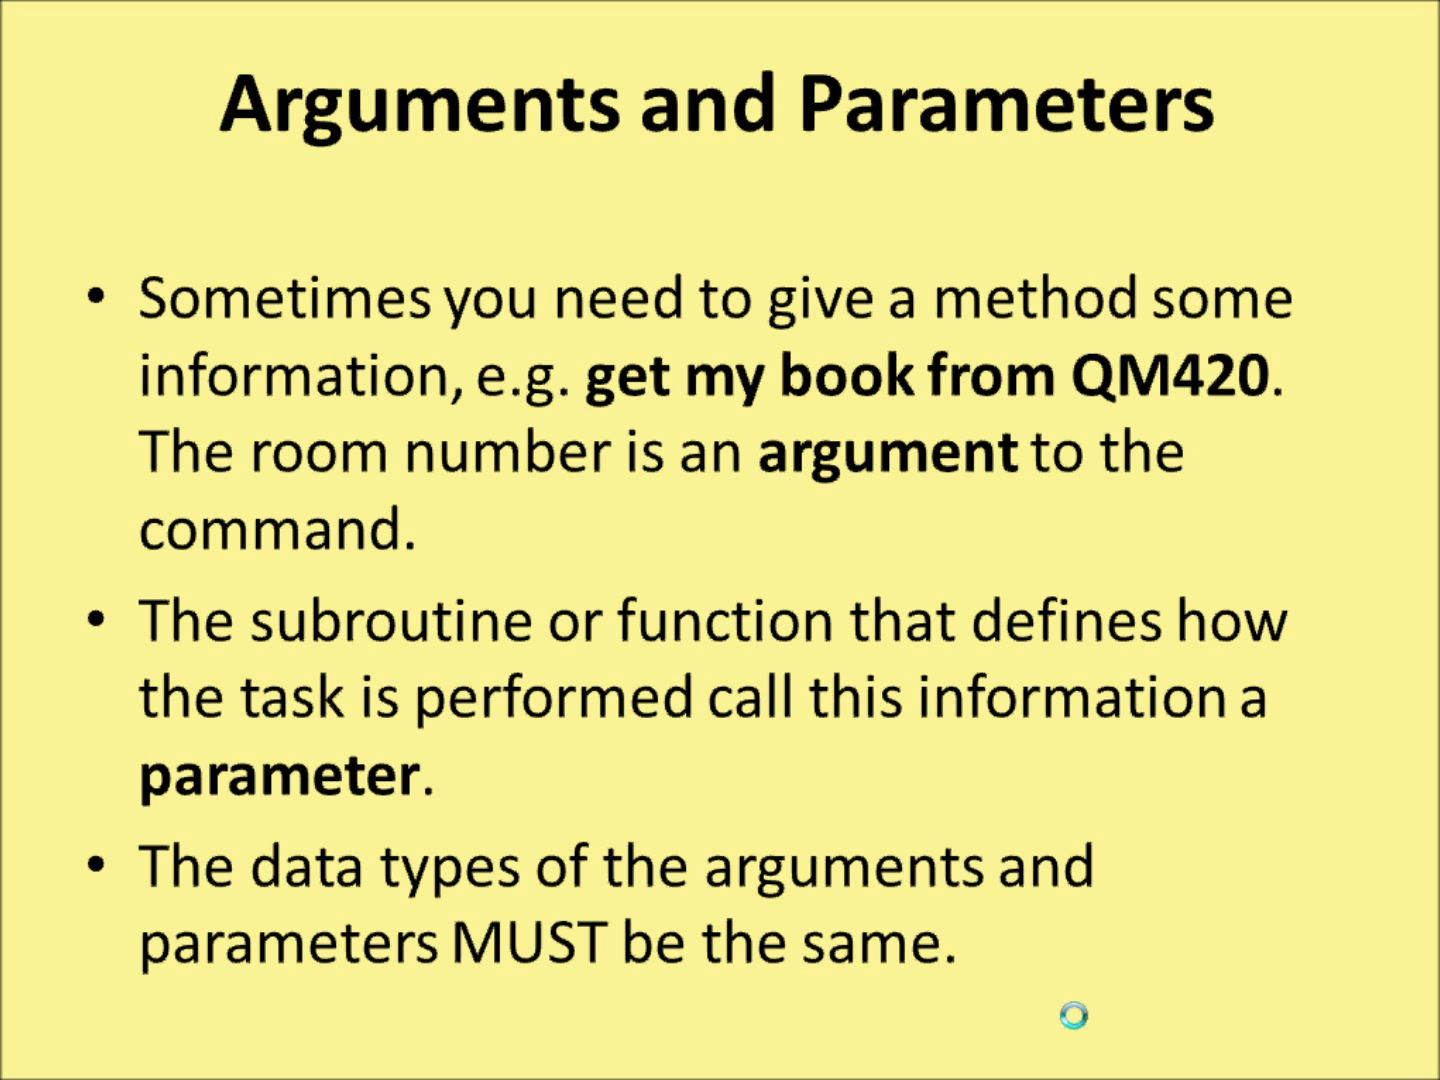 Arguments and Parameters
• Sometimes you need to give a method some
information, e.g. get my book from QM420.
The room number is an argument to the
command.
• The subroutine or function that defines how
the task is performed call this information a
parameter.
• The data types of the arguments and
parameters MUST be the same.